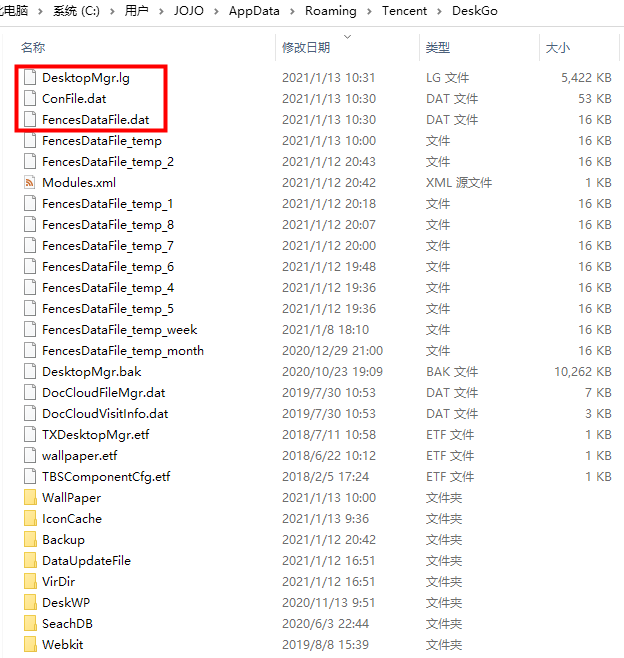 此电脑 > 系统 (C:) > 用户 > JOJO > AppData > Roaming > Tencent > DeskGo
名称 修改日期 类型 大小
DesktopMgr.lg 2021/1/13 10:31 LG 文件 5,422 KB
ConFile.dat 2021/1/13 10:30 DAT 文件 53 KB
FencesDataFile.dat 2021/1/13 10:30 DAT 文件 16 KB
FencesDataFile_temp 2021/1/13 10:00 文件 16 KB
FencesDataFile_temp_2 2021/1/12 20:43 文件 16 KB
Modules.xml 2021/1/12 20:42 XML 源文件 1 KB
FencesDataFile_temp_1 2021/1/12 20:18 文件 16 KB
FencesDataFile_temp_8 2021/1/12 20:07 文件 16 KB
FencesDataFile_temp_7 2021/1/12 20:00 文件 16 KB
FencesDataFile_temp_6 2021/1/12 19:48 文件 16 KB
FencesDataFile_temp_4 2021/1/12 19:36 文件 16 KB
FencesDataFile_temp_5 2021/1/12 19:36 文件 16 KB
FencesDataFile_temp_week 2021/1/8 18:10 文件 16 KB
FencesDataFile_temp_month 2020/12/29 21:00 文件 16 KB
DesktopMgr.bak 2020/10/23 19:09 BAK 文件 10,262 KB
DocCloudFileMgr.dat 2019/7/30 10:53 DAT 文件 7 KB
DocCloudVisitInfo.dat 2019/7/30 10:53 DAT 文件 3 KB
TXDesktopMgr.etf 2018/7/11 10:58 ETF 文件 1 KB
wallpaper.etf 2018/6/22 10:12 ETF 文件 1 KB
TBSComponentCfg.etf 2018/2/5 17:24 ETF 文件 1 KB
WallPaper 2021/1/13 10:00 文件夹
IconCache 2021/1/13 9:36 文件夹
Backup 2021/1/12 20:42 文件夹
DataUpdateFile 2021/1/12 16:51 文件夹
VirDir 2021/1/12 16:51 文件夹
DeskWP 2020/11/13 9:51 文件夹
SeachDB 2020/6/3 22:44 文件夹
Webkit 2019/8/8 15:39 文件夹